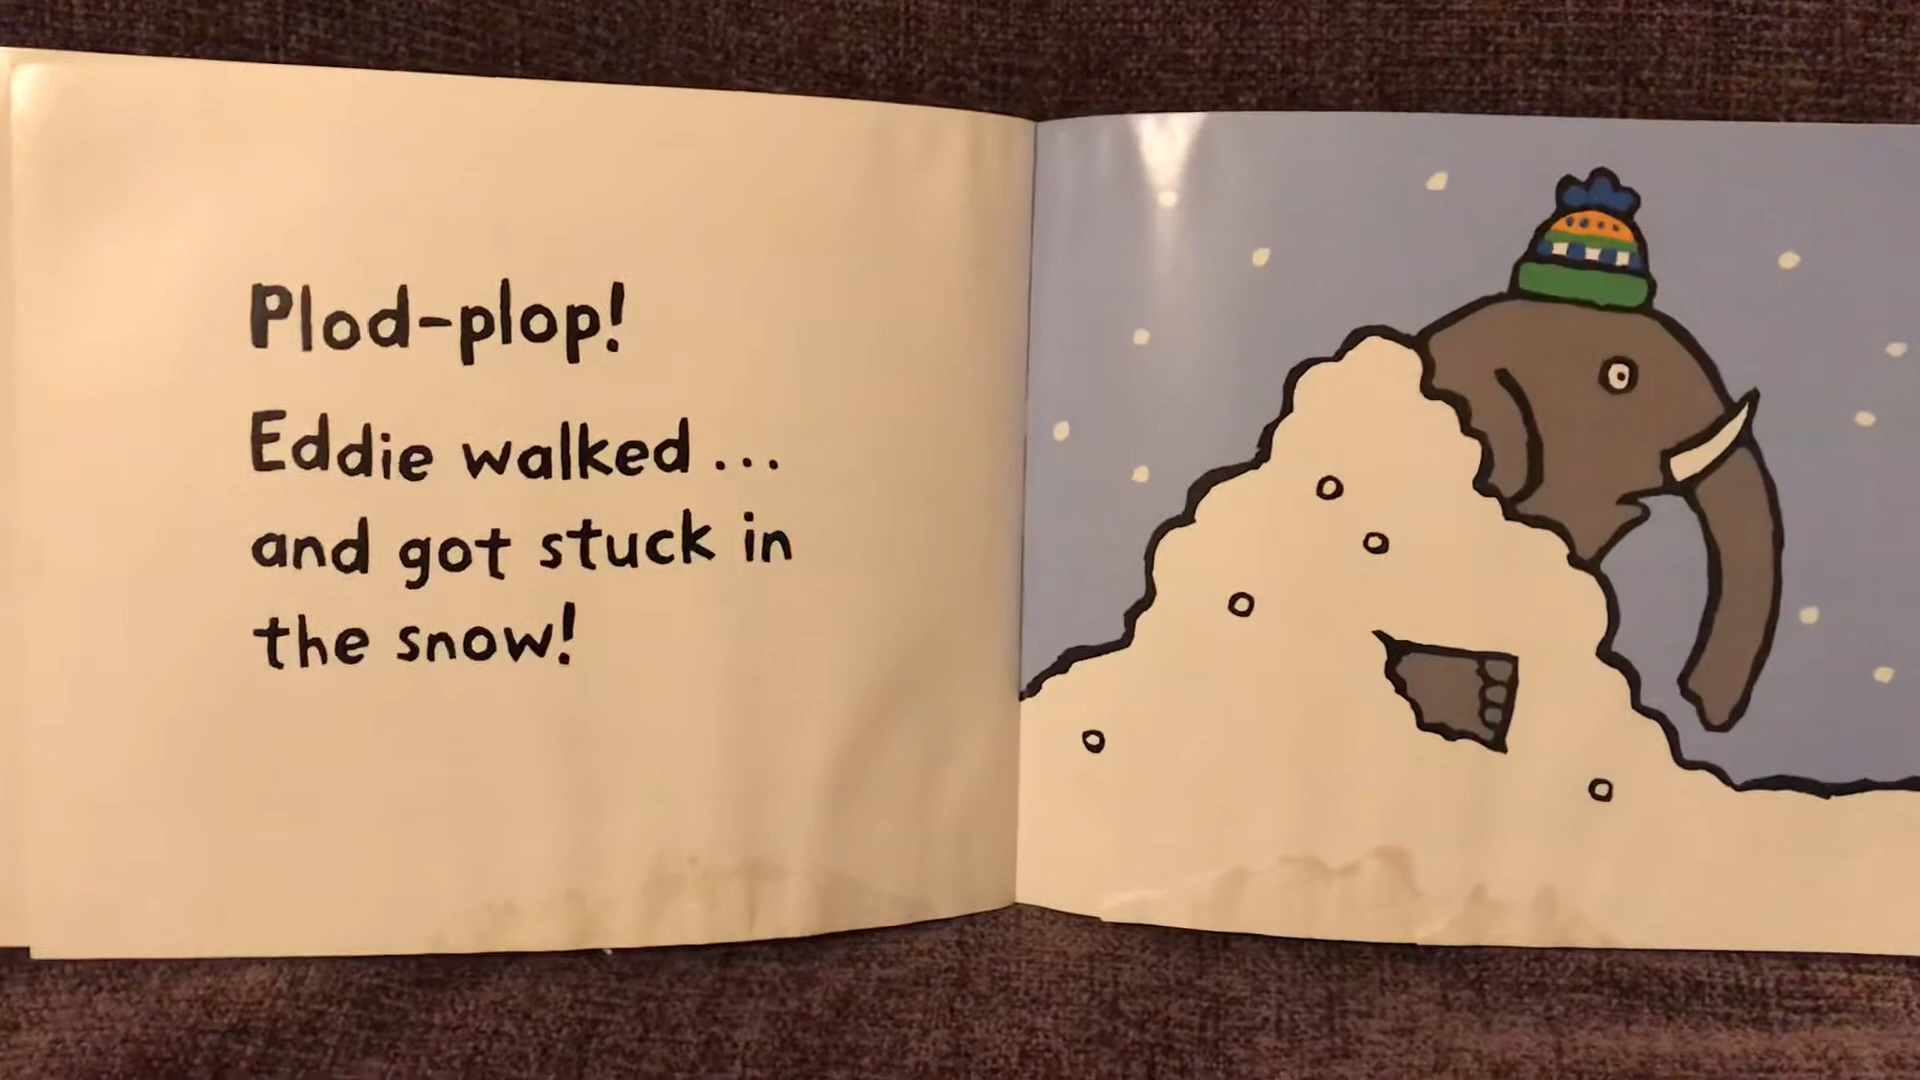 Plod-plop!
Eddie walked ...
and got stuck in
the snow!